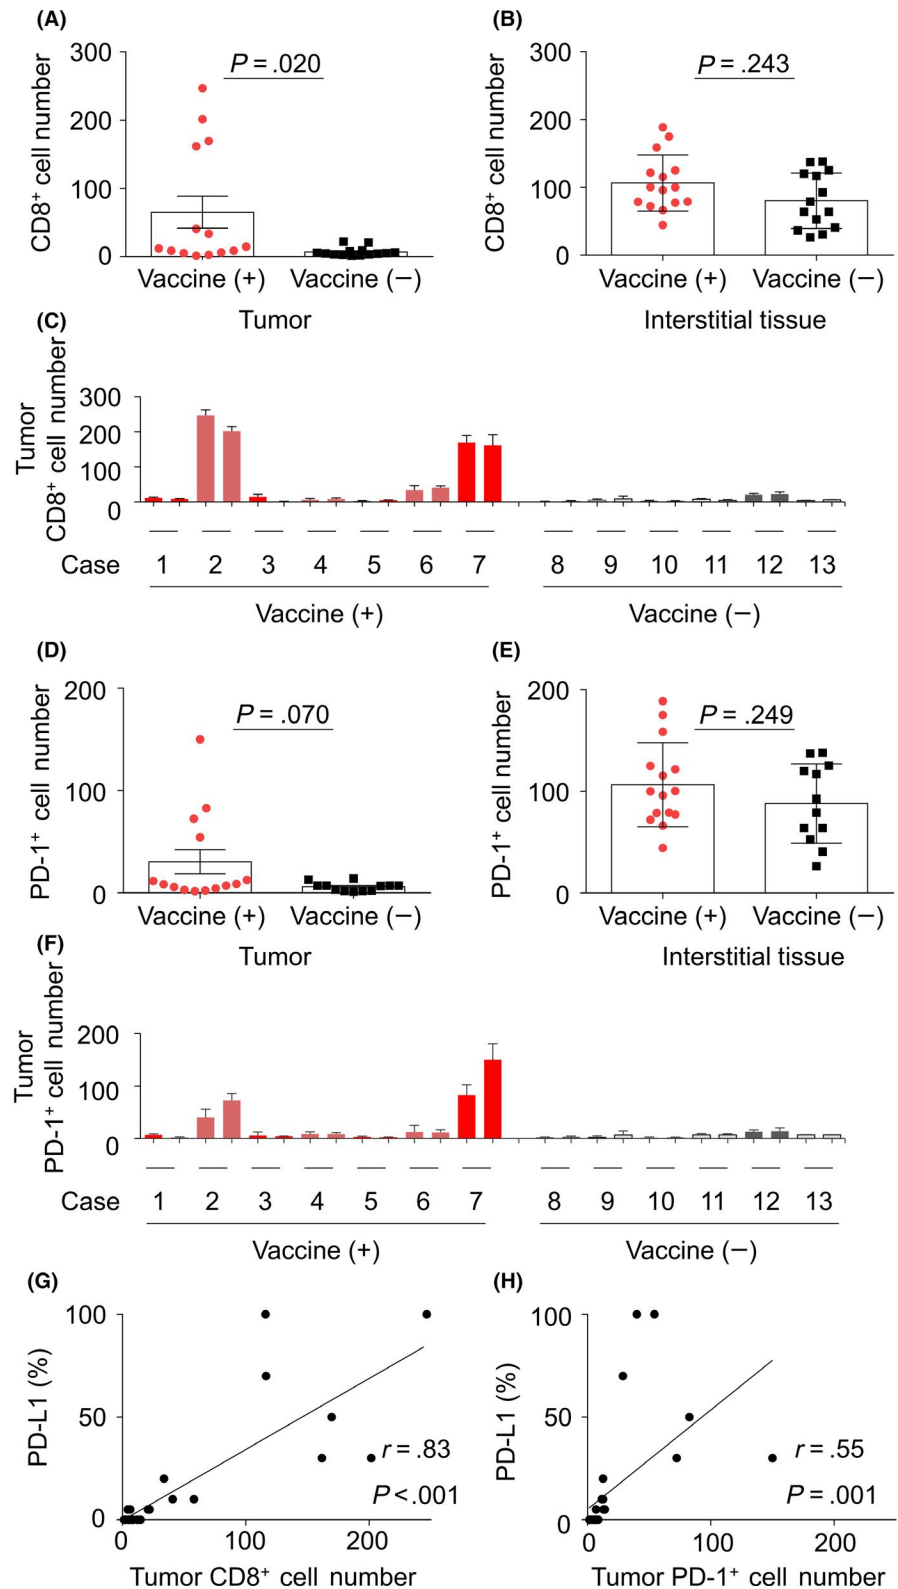 (A)
CD8⁺ cell number
300
200
100
0
P = .020
Vaccine (+) Vaccine (−)
Tumor
(B)
CD8⁺ cell number
300
200
100
0
P = .243
Vaccine (+) Vaccine (−)
Interstitial tissue
(C)
Tumor
CD8⁺ cell number
300
200
100
0
Case 1 2 3 4 5 6 7 8 9 10 11 12 13
Vaccine (+) Vaccine (−)
(D)
PD-1⁺ cell number
200
100
0
P = .070
Vaccine (+) Vaccine (−)
Tumor
(E)
PD-1⁺ cell number
200
100
0
P = .249
Vaccine (+) Vaccine (−)
Interstitial tissue
(F)
Tumor
PD-1⁺ cell number
200
100
0
Case 1 2 3 4 5 6 7 8 9 10 11 12 13
Vaccine (+) Vaccine (−)
(G)
PD-L1 (%)
100
50
0
r = .83
P < .001
0 100 200
Tumor CD8⁺ cell number
(H)
PD-L1 (%)
100
50
0
r = .55
P = .001
0 100 200
Tumor PD-1⁺ cell number